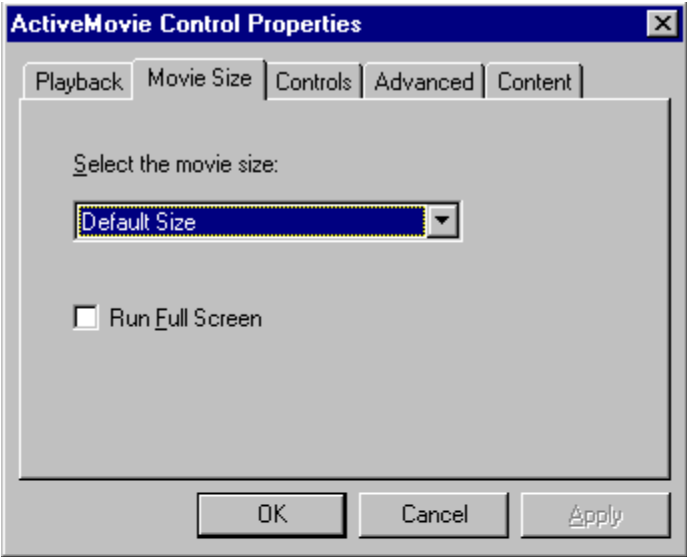 ActiveMovie Control Properties
Playback Movie Size Controls Advanced Content
Select the movie size:
Default Size
Run Full Screen
OK Cancel Apply